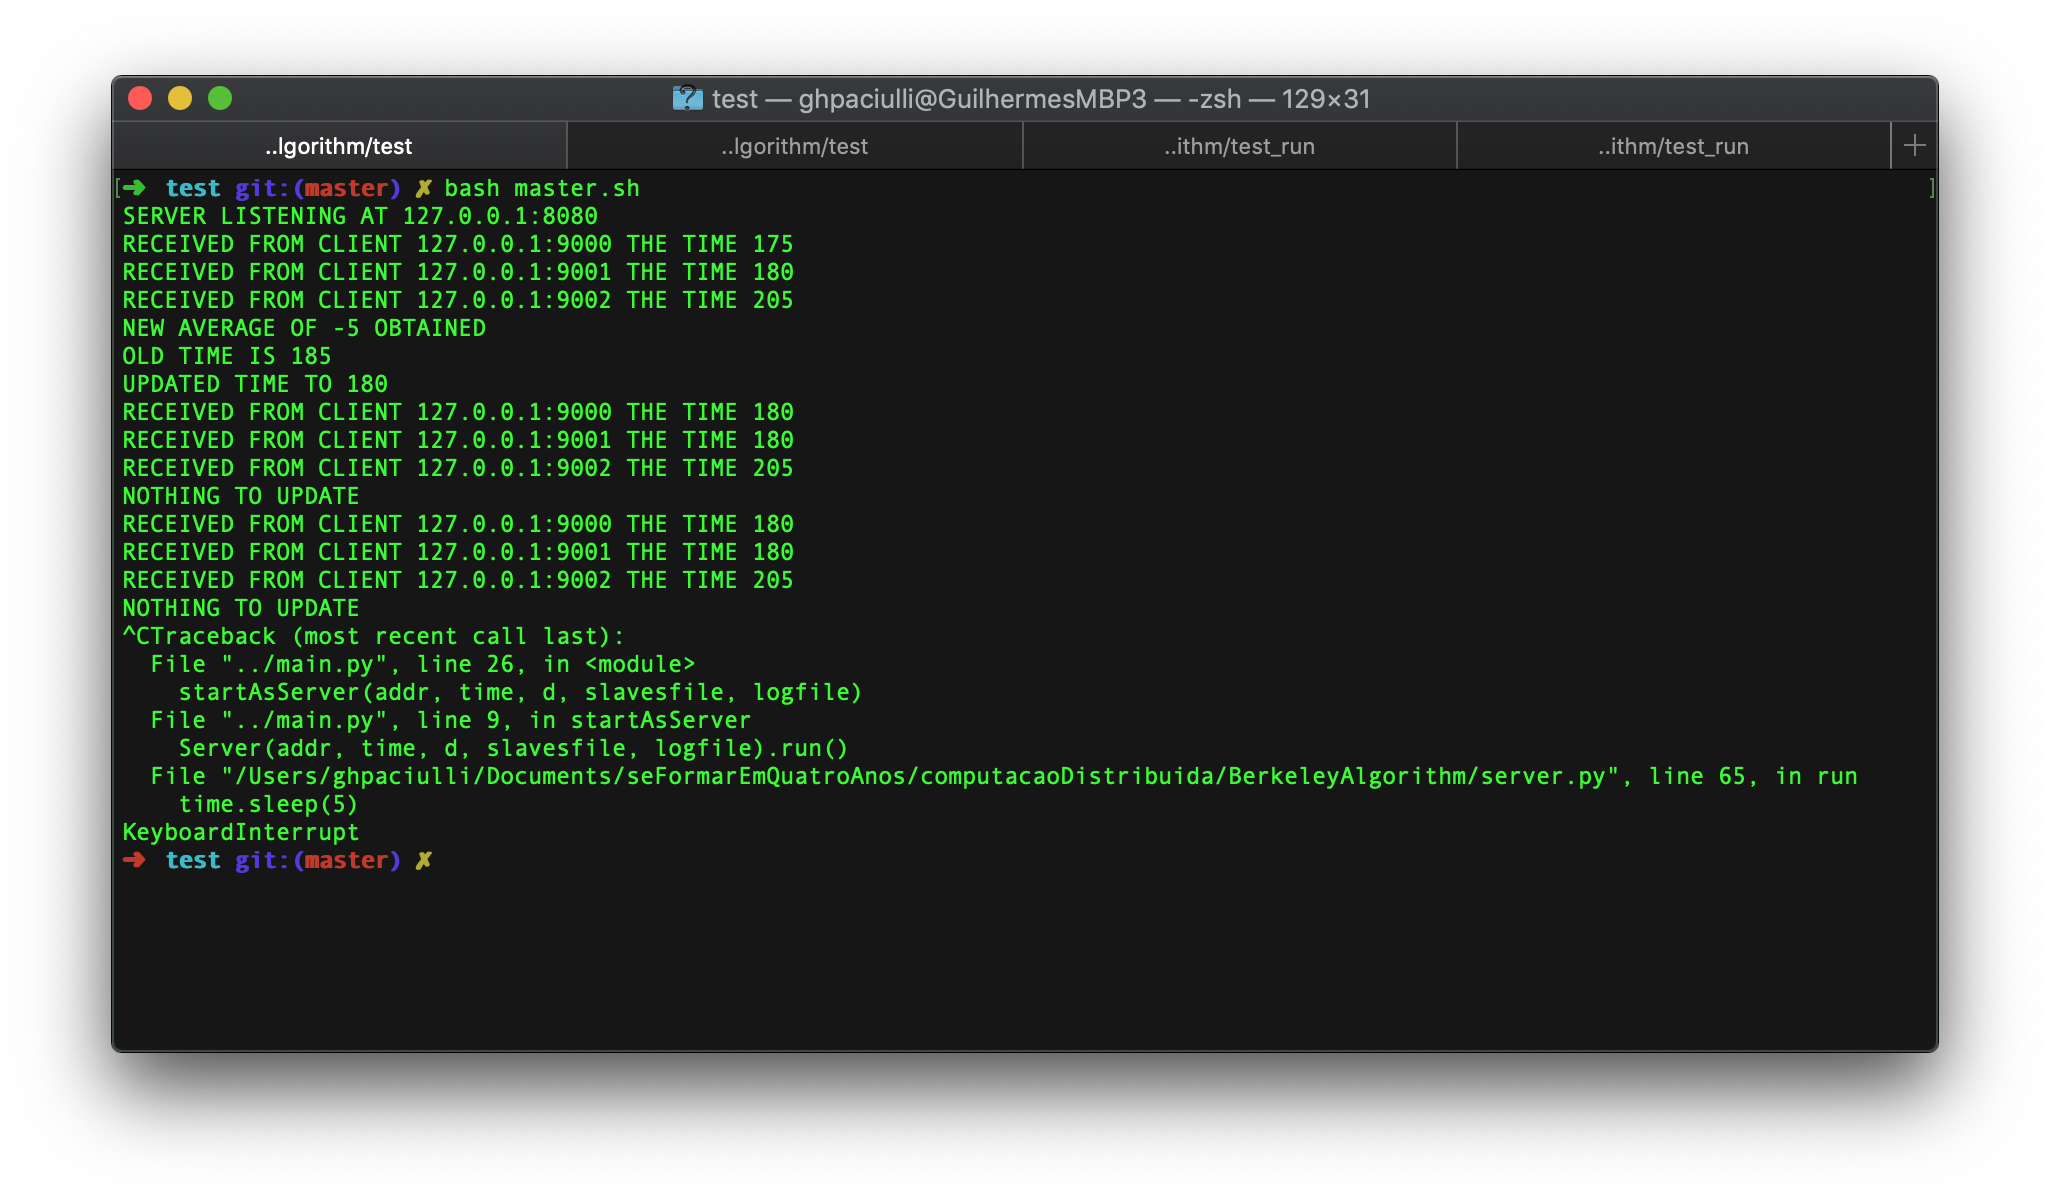 test — ghpaciulli@GuilhermesMBP3 — -zsh — 129×31
..lgorithm/test ..lgorithm/test ..ithm/test_run ..ithm/test_run +
[➜  test git:(master) ✗ bash master.sh ]
SERVER LISTENING AT 127.0.0.1:8080
RECEIVED FROM CLIENT 127.0.0.1:9000 THE TIME 175
RECEIVED FROM CLIENT 127.0.0.1:9001 THE TIME 180
RECEIVED FROM CLIENT 127.0.0.1:9002 THE TIME 205
NEW AVERAGE OF -5 OBTAINED
OLD TIME IS 185
UPDATED TIME TO 180
RECEIVED FROM CLIENT 127.0.0.1:9000 THE TIME 180
RECEIVED FROM CLIENT 127.0.0.1:9001 THE TIME 180
RECEIVED FROM CLIENT 127.0.0.1:9002 THE TIME 205
NOTHING TO UPDATE
RECEIVED FROM CLIENT 127.0.0.1:9000 THE TIME 180
RECEIVED FROM CLIENT 127.0.0.1:9001 THE TIME 180
RECEIVED FROM CLIENT 127.0.0.1:9002 THE TIME 205
NOTHING TO UPDATE
^CTraceback (most recent call last):
  File "../main.py", line 26, in <module>
    startAsServer(addr, time, d, slavesfile, logfile)
  File "../main.py", line 9, in startAsServer
    Server(addr, time, d, slavesfile, logfile).run()
  File "/Users/ghpaciulli/Documents/seFormarEmQuatroAnos/computacaoDistribuida/BerkeleyAlgorithm/server.py", line 65, in run
    time.sleep(5)
KeyboardInterrupt
➜  test git:(master) ✗